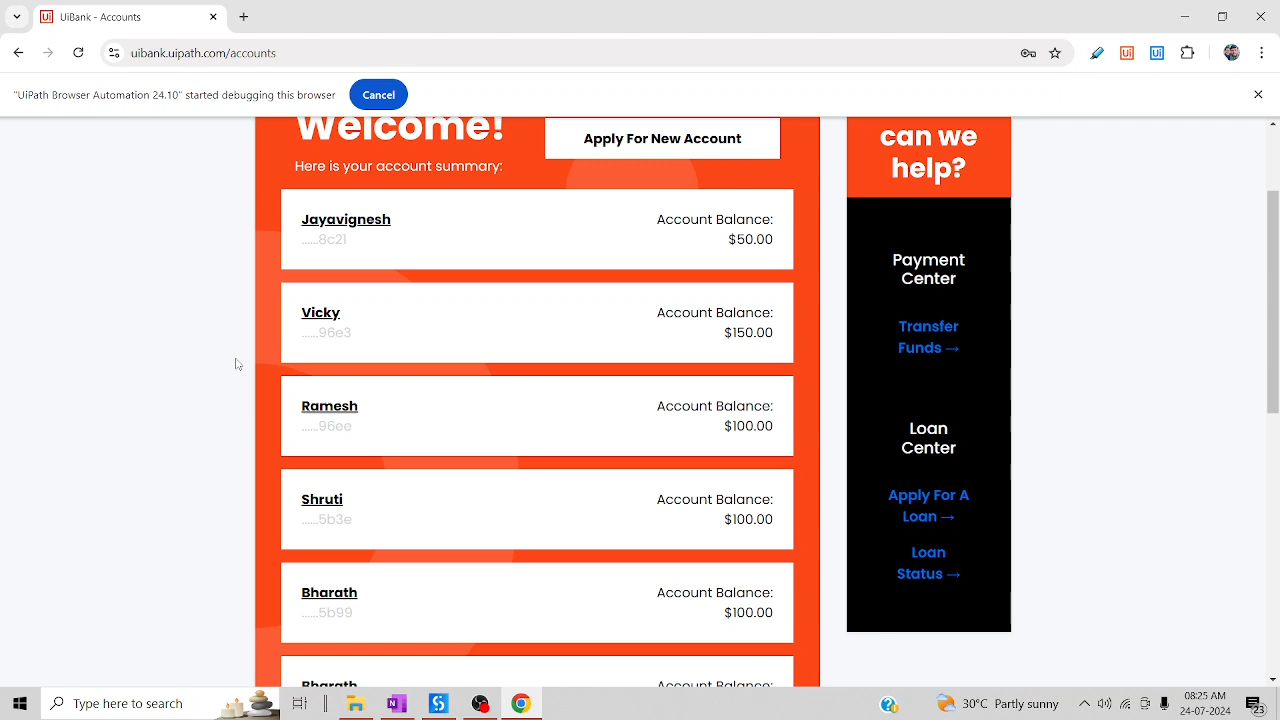 UiBank - Accounts
uibank.uipath.com/accounts
"UiPath Browser Automation 24.10" started debugging this browser
Cancel
Welcome!
Apply For New Account
Here is your account summary:
Jayavignesh
Account Balance:
......8c21
$50.00
Vicky
Account Balance:
......96e3
$150.00
Ramesh
Account Balance:
......96ee
$100.00
Shruti
Account Balance:
......5b3e
$100.00
Bharath
Account Balance:
......5b99
$100.00
Bharath
Account Balance:
can we
help?
Payment
Center
Transfer
Funds →
Loan
Center
Apply For A
Loan →
Loan
Status →
Type here to search
30°C Partly sunny
08:25 AM
24-07-2024
23